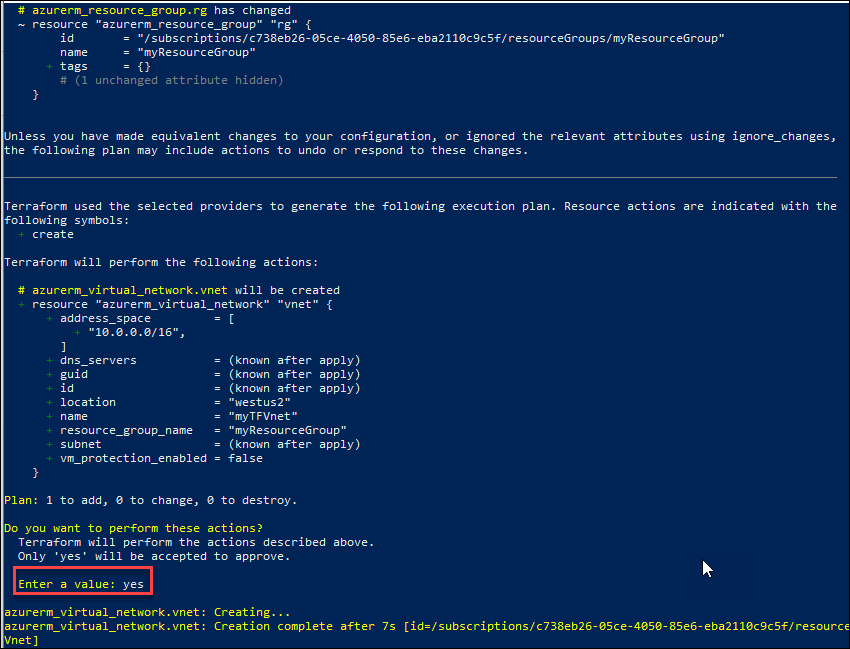 # azurerm_resource_group.rg has changed
~ resource "azurerm_resource_group" "rg" {
id = "/subscriptions/c738eb26-05ce-4050-85e6-eba2110c9c5f/resourceGroups/myResourceGroup"
name = "myResourceGroup"
+ tags = {}
# (1 unchanged attribute hidden)
}
Unless you have made equivalent changes to your configuration, or ignored the relevant attributes using ignore_changes,
the following plan may include actions to undo or respond to these changes.
Terraform used the selected providers to generate the following execution plan. Resource actions are indicated with the
following symbols:
+ create
Terraform will perform the following actions:
# azurerm_virtual_network.vnet will be created
+ resource "azurerm_virtual_network" "vnet" {
+ address_space = [
+ "10.0.0.0/16",
]
+ dns_servers = (known after apply)
+ guid = (known after apply)
+ id = (known after apply)
+ location = "westus2"
+ name = "myTFVnet"
+ resource_group_name = "myResourceGroup"
+ subnet = (known after apply)
+ vm_protection_enabled = false
}
Plan: 1 to add, 0 to change, 0 to destroy.
Do you want to perform these actions?
Terraform will perform the actions described above.
Only 'yes' will be accepted to approve.
Enter a value: yes
azurerm_virtual_network.vnet: Creating...
azurerm_virtual_network.vnet: Creation complete after 7s [id=/subscriptions/c738eb26-05ce-4050-85e6-eba2110c9c5f/resource
Vnet]